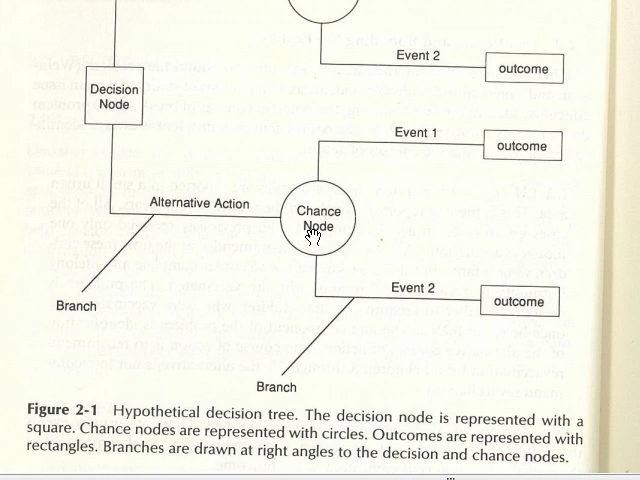 Event 2
outcome
Decision
Node
Event 1
outcome
Alternative Action
Chance
Node
Event 2
outcome
Branch
Branch
Figure 2-1 Hypothetical decision tree. The decision node is represented with a
square. Chance nodes are represented with circles. Outcomes are represented with
rectangles. Branches are drawn at right angles to the decision and chance nodes.